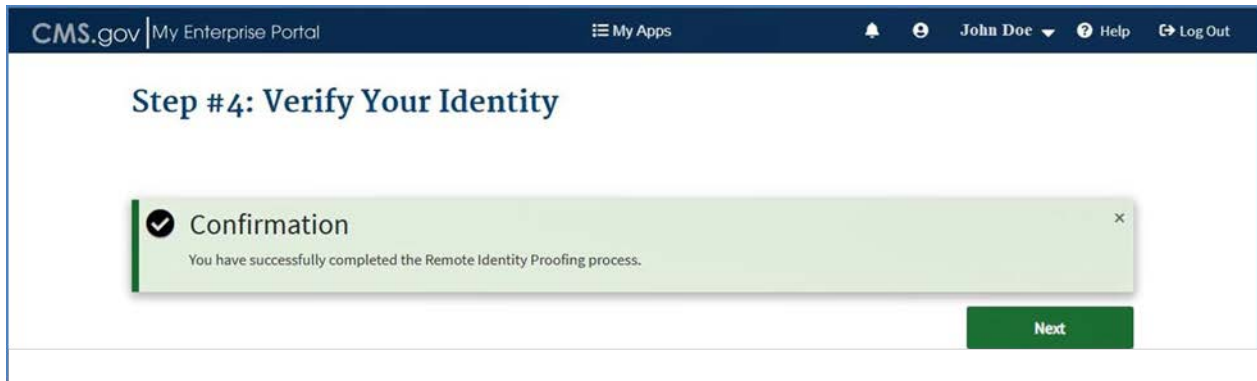 CMS.gov My Enterprise Portal My Apps John Doe Help Log Out
Step #4: Verify Your Identity
Confirmation ×
You have successfully completed the Remote Identity Proofing process.
Next